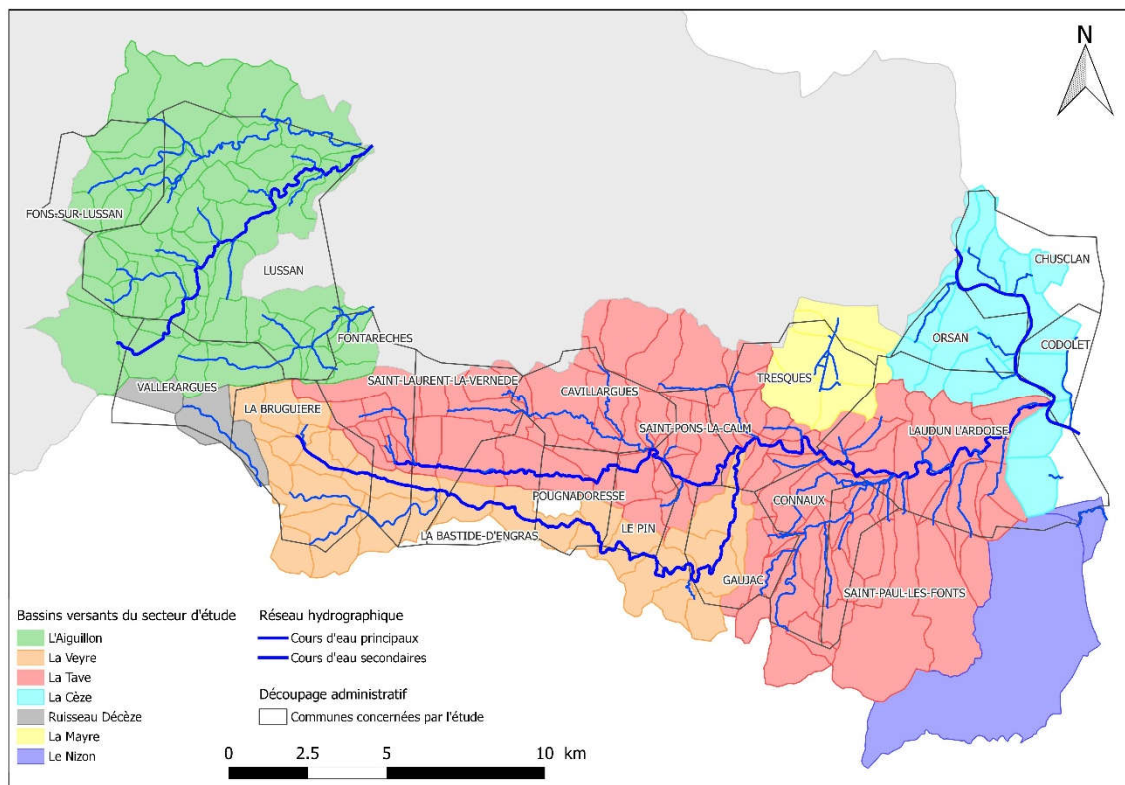 N
FONS-SUR-LUSSAN
LUSSAN
CHUSCLAN
ORSAN
CODOLET
FONTARECHES
VALLERARGUES
SAINT-LAURENT-LA-VERNEDE
CAVILLARGUES
TRESQUES
LA BRUGUIERE
SAINT-PONS-LA-CALM
LAUDUN L'ARDOISE
POUGNADORESSE
CONNAUX
LA BASTIDE-D'ENGRAS
LE PIN
GAUJAC
SAINT-PAUL-LES-FONTS
Bassins versants du secteur d'étude
L'Aiguillon
La Veyre
La Tave
La Cèze
Ruisseau Décèze
La Mayre
Le Nizon
Réseau hydrographique
Cours d'eau principaux
Cours d'eau secondaires
Découpage administratif
Communes concernées par l'étude
0 2.5 5 10 km